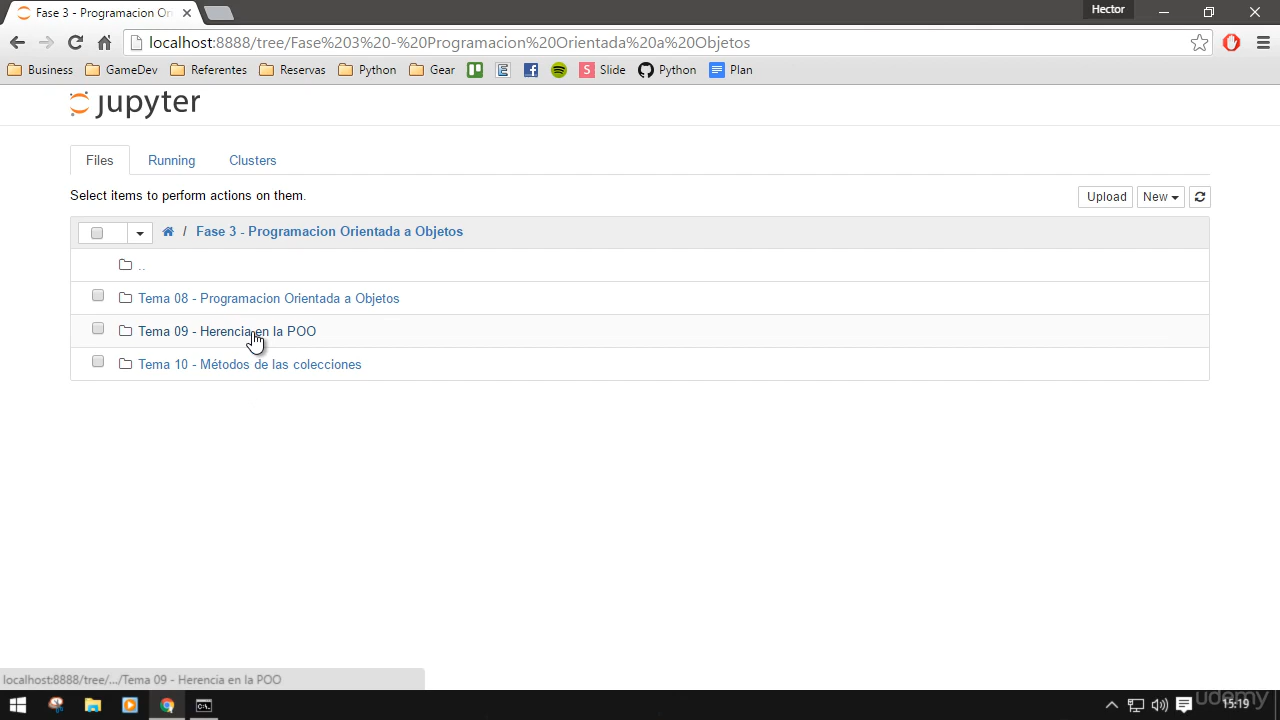 Fase 3 - Programacion Or
Hector
localhost:8888/tree/Fase%203%20-%20Programacion%20Orientada%20a%20Objetos
Business GameDev Referentes Reservas Python Gear Slide Python Plan
jupyter
Files Running Clusters
Select items to perform actions on them.
Upload New
/ Fase 3 - Programacion Orientada a Objetos
..
Tema 08 - Programacion Orientada a Objetos
Tema 09 - Herencia en la POO
Tema 10 - Métodos de las colecciones
localhost:8888/tree/.../Tema 09 - Herencia en la POO
udemy
15:19